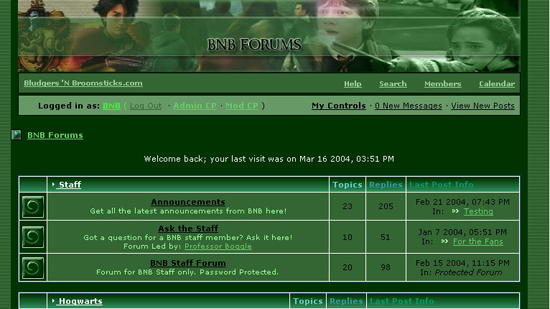 BNB FORUMS
Bludgers 'N Broomsticks.com Help Search Members Calendar
Logged in as: BNB ( Log Out · Admin CP · Mod CP ) My Controls · 0 New Messages · View New Posts
BNB Forums
Welcome back; your last visit was on Mar 16 2004, 03:51 PM
Staff Topics Replies Last Post Info
Announcements
Get all the latest announcements from BNB here!
23 205 Feb 21 2004, 07:43 PM
In: Testing
Ask the Staff
Got a question for a BNB staff member? Ask it here!
Forum Led by: Professor Boggle
10 51 Jan 7 2004, 05:51 PM
In: For the Fans
BNB Staff Forum
Forum for BNB Staff only. Password Protected.
20 98 Feb 15 2004, 11:15 PM
In: Protected Forum
Hogwarts Topics Replies Last Post Info